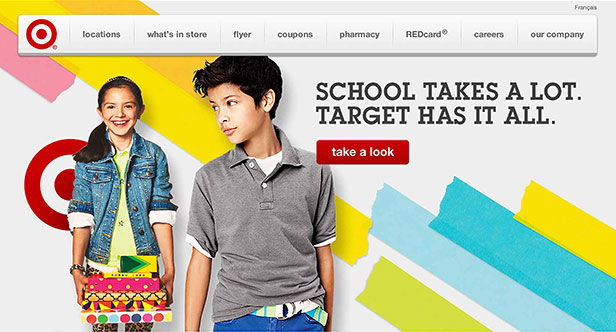 Français
locations what's in store flyer coupons pharmacy REDcard® careers our company
®
SCHOOL TAKES A LOT.
TARGET HAS IT ALL.
take a look